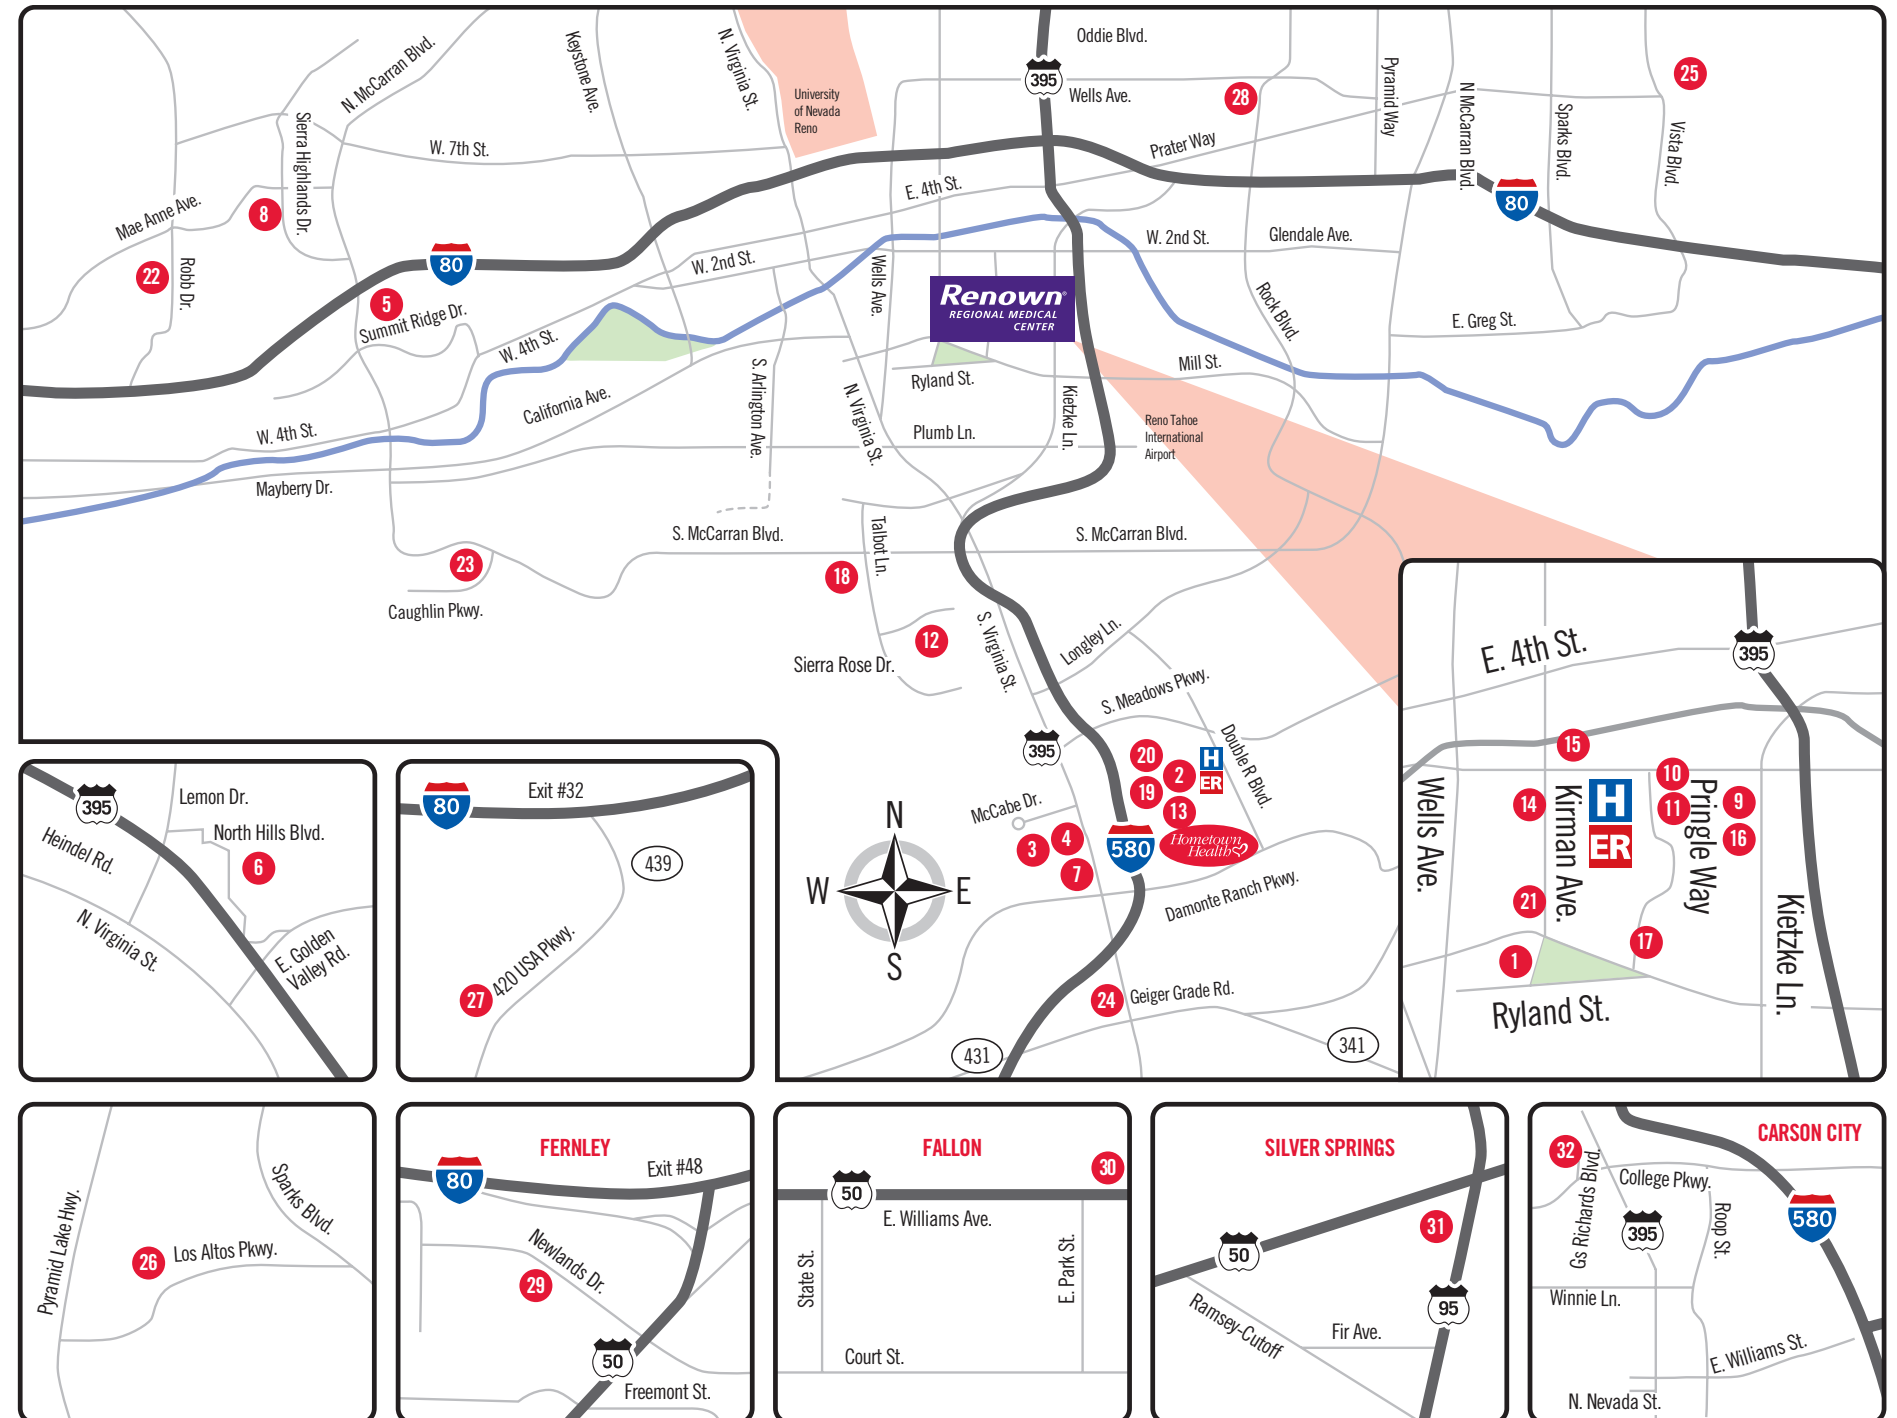 Oddie Blvd.
395
Wells Ave.
N. McCarran Blvd.
Keystone Ave.
N. Virginia St.
University
of Nevada
Reno
28
Pyramid Way
N McCarran Blvd.
Sparks Blvd.
25
Vista Blvd.
Sierra Highlands Dr.
W. 7th St.
Prater Way
E. 4th St.
80
Mae Anne Ave.
8
22
Robb Dr.
80
5
Summit Ridge Dr.
W. 2nd St.
Wells Ave.
W. 2nd St.
Glendale Ave.
Rock Blvd.
E. Greg St.
Renown®
REGIONAL MEDICAL
CENTER
W. 4th St.
California Ave.
S. Arlington Ave.
N. Virginia St.
Ryland St.
Mill St.
Kietzke Ln.
Plumb Ln.
Reno Tahoe
International
Airport
W. 4th St.
Mayberry Dr.
S. McCarran Blvd.
S. McCarran Blvd.
Talbot Ln.
23
Caughlin Pkwy.
18
12
Sierra Rose Dr.
S. Virginia St.
Longley Ln.
S. Meadows Pkwy.
Double R Blvd.
395
20
2
H
ER
19
13
McCabe Dr.
3
4
7
580
Hometown
Health
Damonte Ranch Pkwy.
N
W
E
S
24
Geiger Grade Rd.
431
341
E. 4th St.
395
15
10
14
Kirman Ave.
H
ER
11
Pringle Way
9
16
Wells Ave.
21
17
1
Kietzke Ln.
Ryland St.
395
Lemon Dr.
North Hills Blvd.
Heindel Rd.
6
N. Virginia St.
E. Golden
Valley Rd.
80
Exit #32
439
27
420 USA Pkwy.
Pyramid Lake Hwy.
Sparks Blvd.
26
Los Altos Pkwy.
FERNLEY
80
Exit #48
Newlands Dr.
29
50
Freemont St.
FALLON
30
50
E. Williams Ave.
State St.
E. Park St.
Court St.
SILVER SPRINGS
31
50
95
Ramsey-Cutoff
Fir Ave.
CARSON CITY
32
Gs Richards Blvd.
College Pkwy.
395
Roop St.
580
Winnie Ln.
E. Williams St.
N. Nevada St.